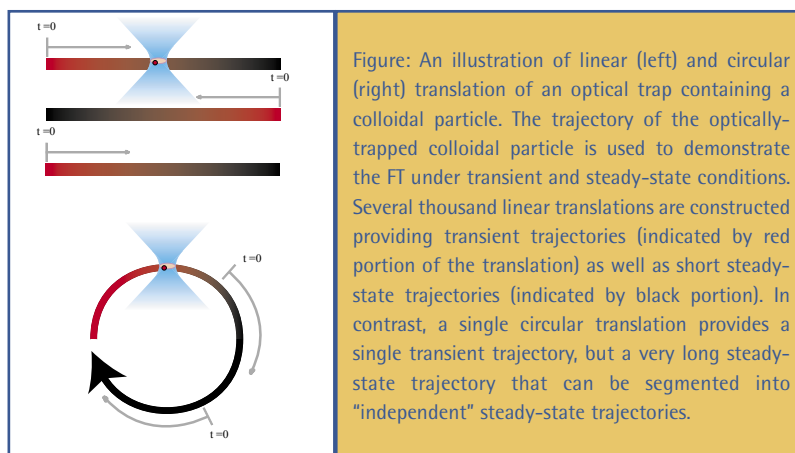 t =0
t =0
t =0
t =0
t =0
Figure: An illustration of linear (left) and circular
(right) translation of an optical trap containing a
colloidal particle. The trajectory of the optically-
trapped colloidal particle is used to demonstrate
the FT under transient and steady-state conditions.
Several thousand linear translations are constructed
providing transient trajectories (indicated by red
portion of the translation) as well as short steady-
state trajectories (indicated by black portion). In
contrast, a single circular translation provides a
single transient trajectory, but a very long steady-
state trajectory that can be segmented into
“independent” steady-state trajectories.